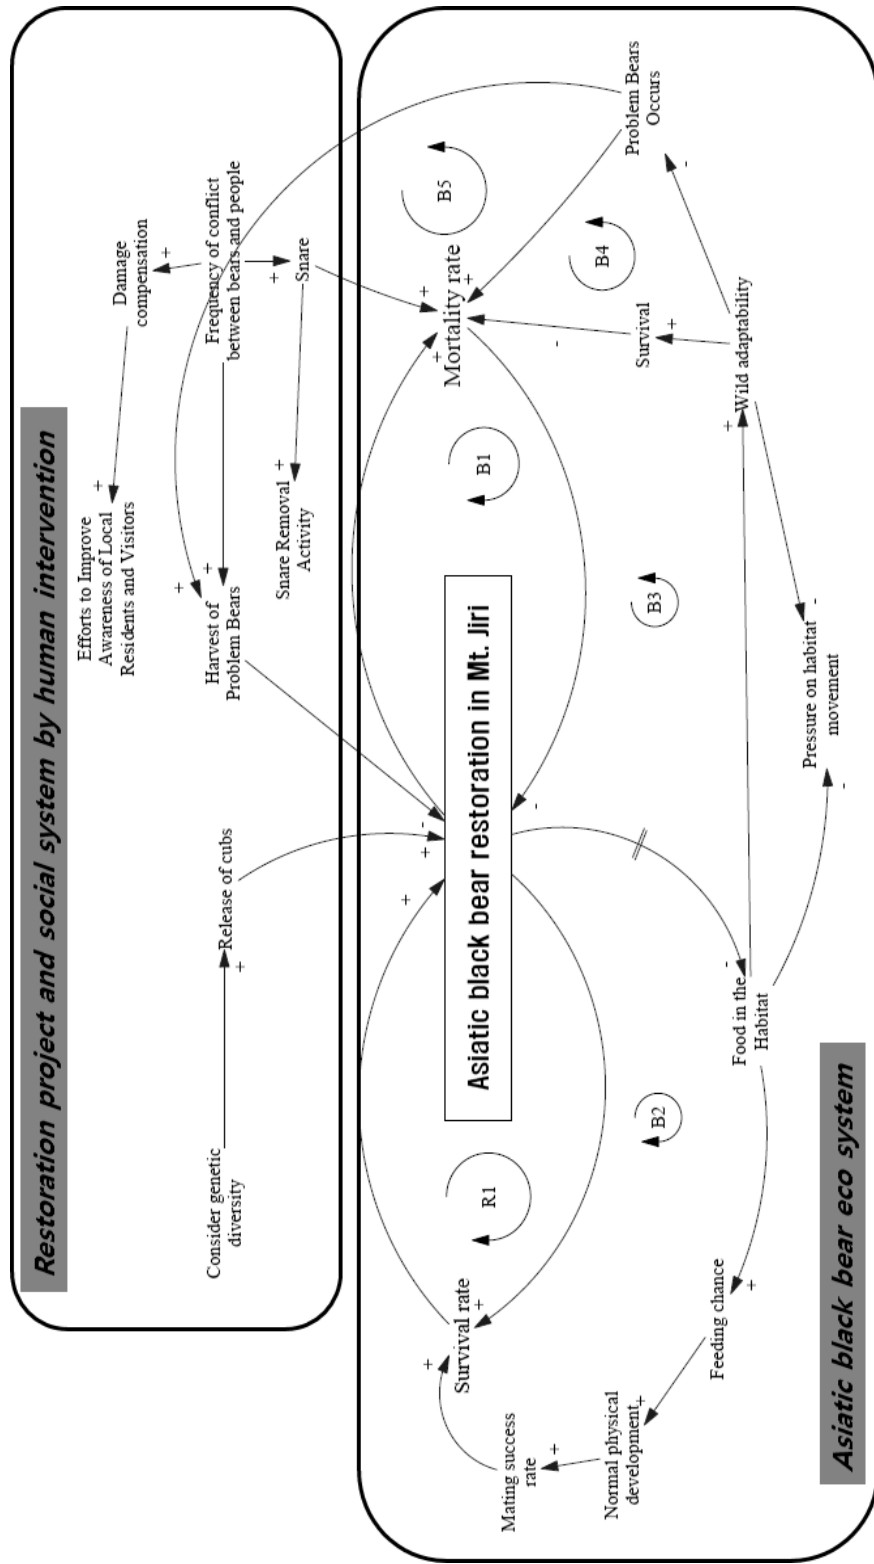 Restoration project and social system by human intervention
Efforts to Improve
Awareness of Local
Residents and Visitors
Damage
compensation
+
+
Consider genetic
diversity
Release of cubs
+
Harvest of
Problem Bears
+
+
Frequency of conflict
between bears and people
Snare Removal
Activity
+
Snare
+
Asiatic black bear restoration in Mt. Jiri
+
+
-
-
Survival rate
+
+
R1
B1
Mortality rate
+
+
+
-
B5
Mating success
rate
+
Normal physical
development
+
B2
B3
Survival
+
B4
Problem Bears
Occurs
-
Feeding chance
+
Food in the
Habitat
-
Wild adaptability
+
Pressure on habitat
movement
-
-
Asiatic black bear eco system